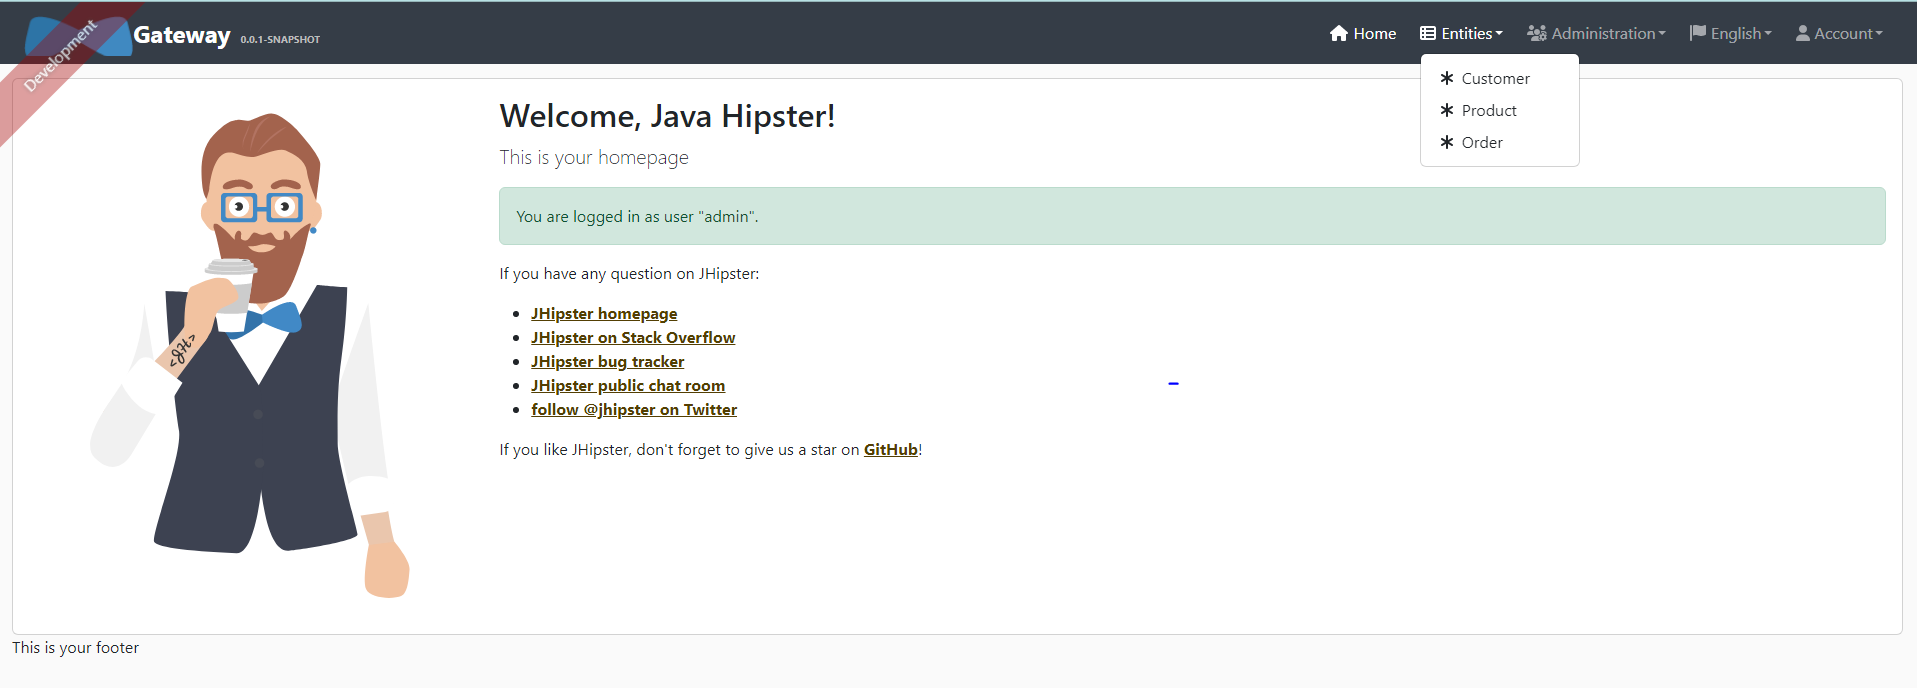 Development
Gateway 0.0.1-SNAPSHOT
Home Entities Administration English Account
Customer
Product
Order
Welcome, Java Hipster!
This is your homepage
You are logged in as user "admin".
If you have any question on JHipster:
JHipster homepage
JHipster on Stack Overflow
JHipster bug tracker
JHipster public chat room
follow @jhipster on Twitter
If you like JHipster, don't forget to give us a star on GitHub!
<JH>
This is your footer